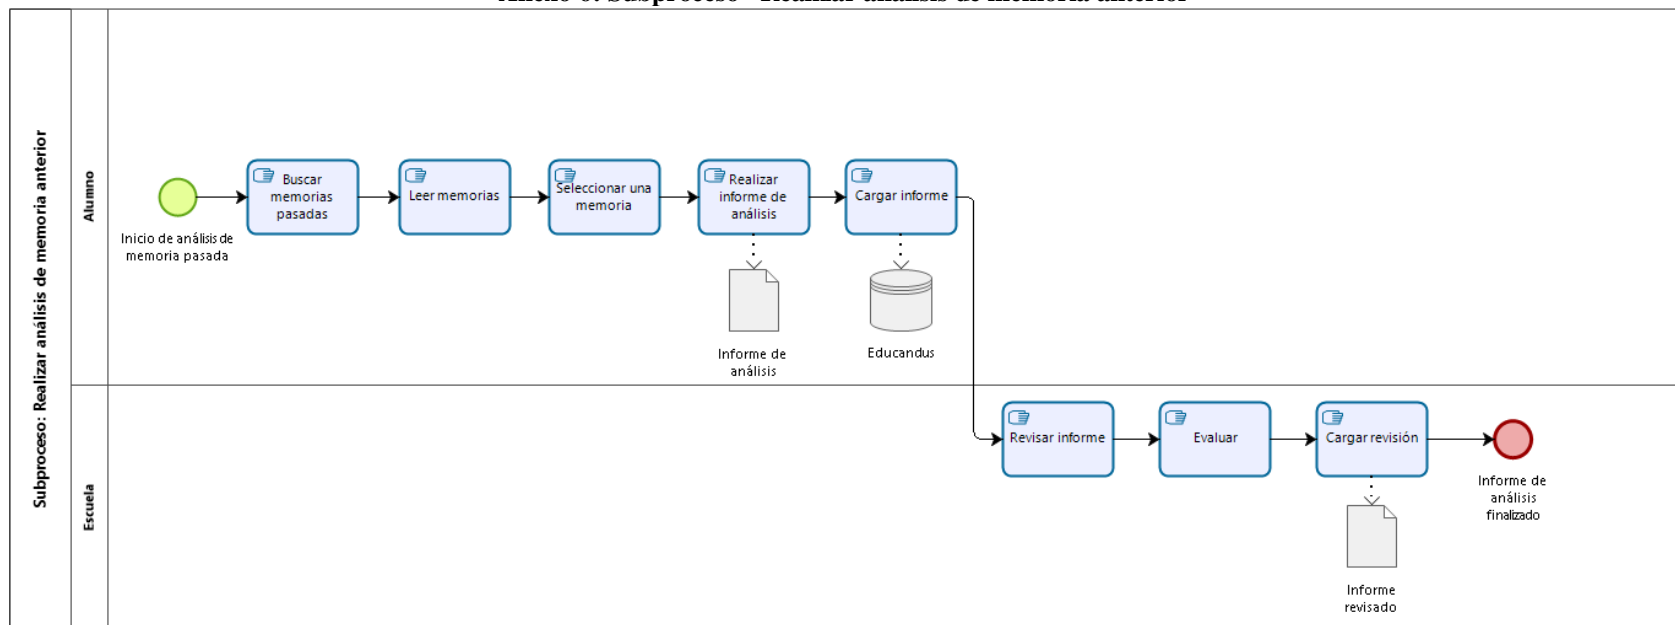 Subproceso: Realizar análisis de memoria anterior
Alumno
Inicio de análisis de
memoria pasada
Buscar
memorias
pasadas
Leer memorias
Seleccionar una
memoria
Realizar
informe de
análisis
Cargar informe
Informe de
análisis
Educandus
Escuela
Revisar informe
Evaluar
Cargar revisión
Informe de
análisis
finalizado
Informe
revisado